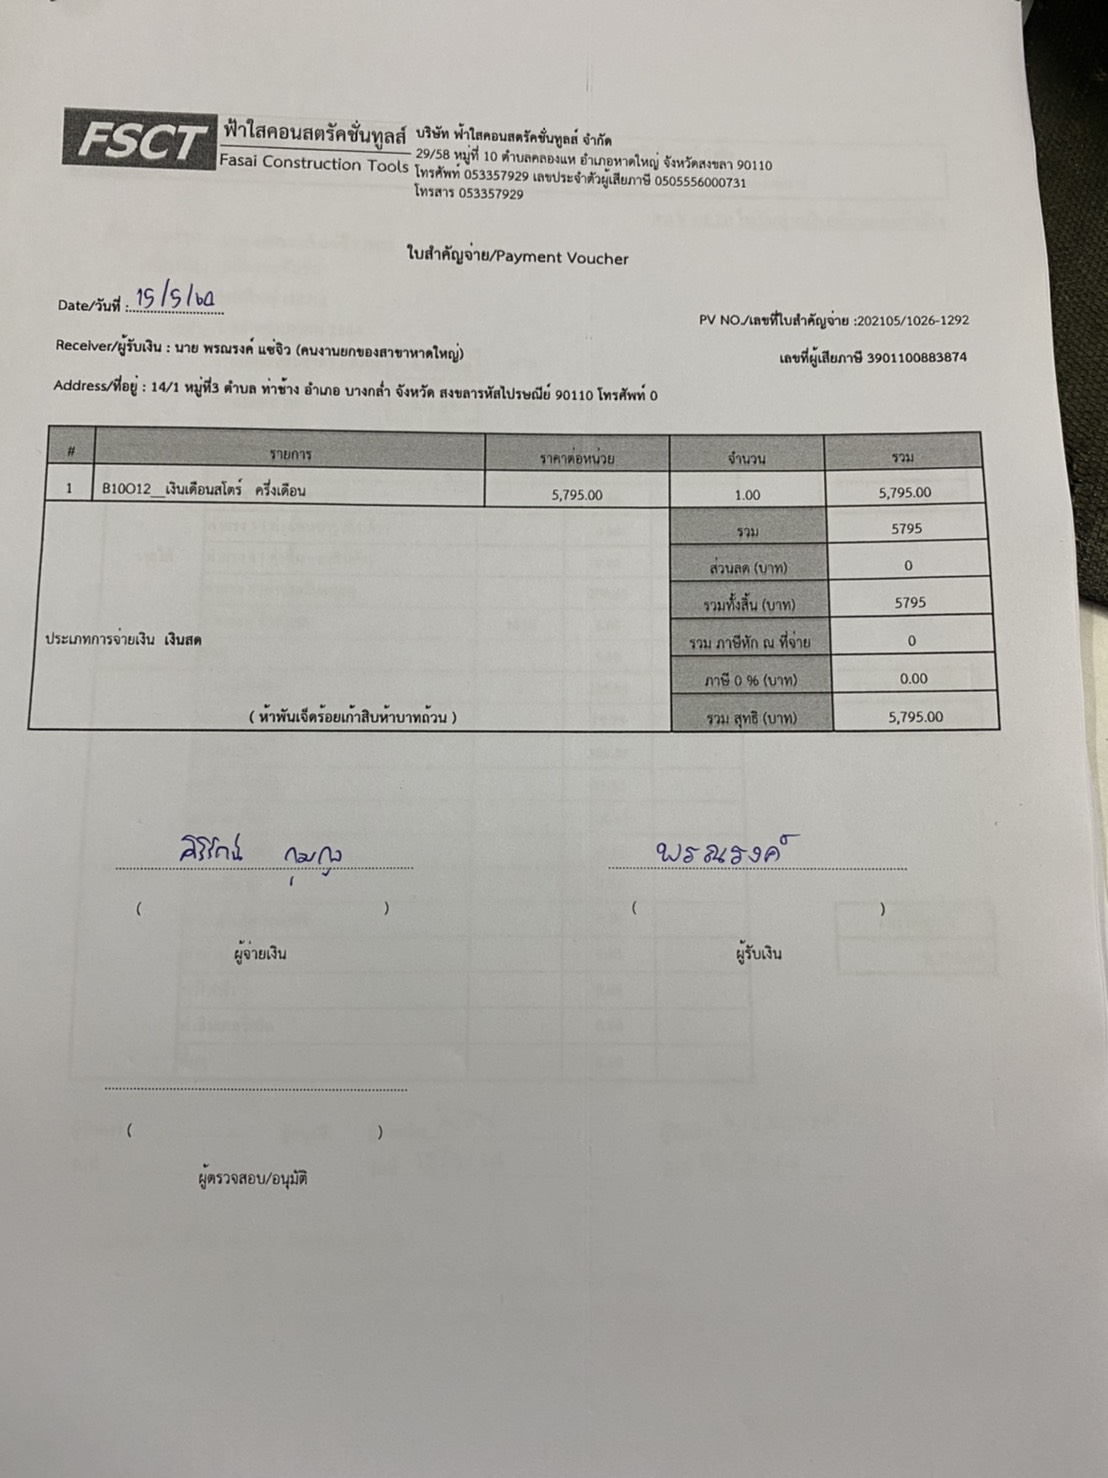 FSCT ฟ้าใสคอนสตรัคชั่นทูลส์
Fasai Construction Tools
บริษัท ฟ้าใสคอนสตรัคชั่นทูลส์ จำกัด
29/58 หมู่ที่ 10 ตำบลคลองแห อำเภอหาดใหญ่ จังหวัดสงขลา 90110
โทรศัพท์ 053357929 เลขประจำตัวผู้เสียภาษี 0505556000731
โทรสาร 053357929
ใบสำคัญจ่าย/Payment Voucher
Date/วันที่ : 15/5/
PV NO./เลขที่ใบสำคัญจ่าย :202105/1026-1292
Receiver/ผู้รับเงิน : นาย พรณรงค์ แซ่จิว (คนงานยกของสาขาหาดใหญ่)
เลขที่ผู้เสียภาษี 3901100883874
Address/ที่อยู่ : 14/1 หมู่ที่3 ตำบล ท่าช้าง อำเภอ บางกล่ำ จังหวัด สงขลารหัสไปรษณีย์ 90110 โทรศัพท์ 0
# รายการ ราคาต่อหน่วย จำนวน รวม
1 B10O12__เงินเดือนสโตร์ ครึ่งเดือน 5,795.00 1.00 5,795.00
รวม 5795
ส่วนลด (บาท) 0
รวมทั้งสิ้น (บาท) 5795
ประเภทการจ่ายเงิน เงินสด รวม ภาษีหัก ณ ที่จ่าย 0
ภาษี 0 % (บาท) 0.00
( ห้าพันเจ็ดร้อยเก้าสิบห้าบาทถ้วน ) รวม สุทธิ (บาท) 5,795.00
พรณรงค์
( ) ( )
ผู้จ่ายเงิน ผู้รับเงิน
( )
ผู้ตรวจสอบ/อนุมัติ